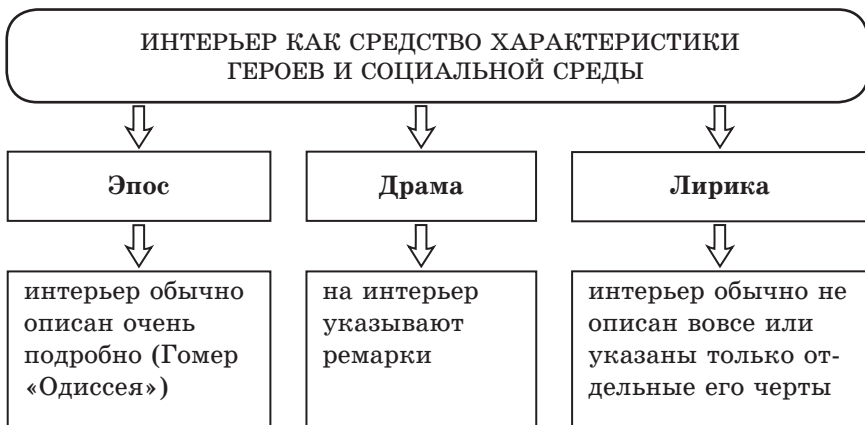 ИНТЕРЬЕР КАК СРЕДСТВО ХАРАКТЕРИСТИКИ
ГЕРОЕВ И СОЦИАЛЬНОЙ СРЕДЫ
Эпос
Драма
Лирика
интерьер обычно
описан очень
подробно (Гомер
«Одиссея»)
на интерьер
указывают
ремарки
интерьер обычно не
описан вовсе или
указаны только от-
дельные его черты